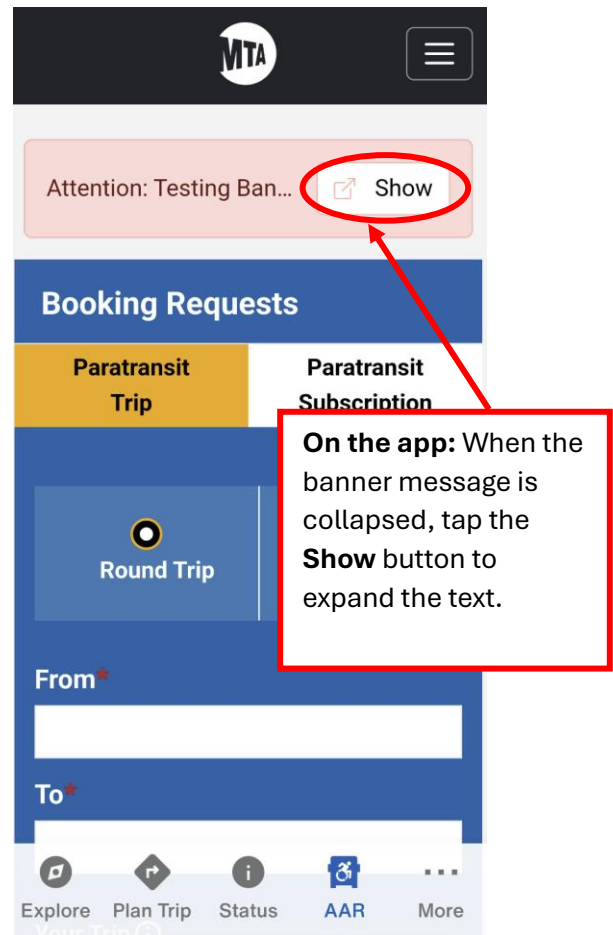 MTA
Attention: Testing Ban... Show
Booking Requests
Paratransit
Trip
Paratransit
Subscription
On the app: When the
banner message is
collapsed, tap the
Show button to
expand the text.
Round Trip
From*
To*
Explore Plan Trip Status AAR More
Your Trip